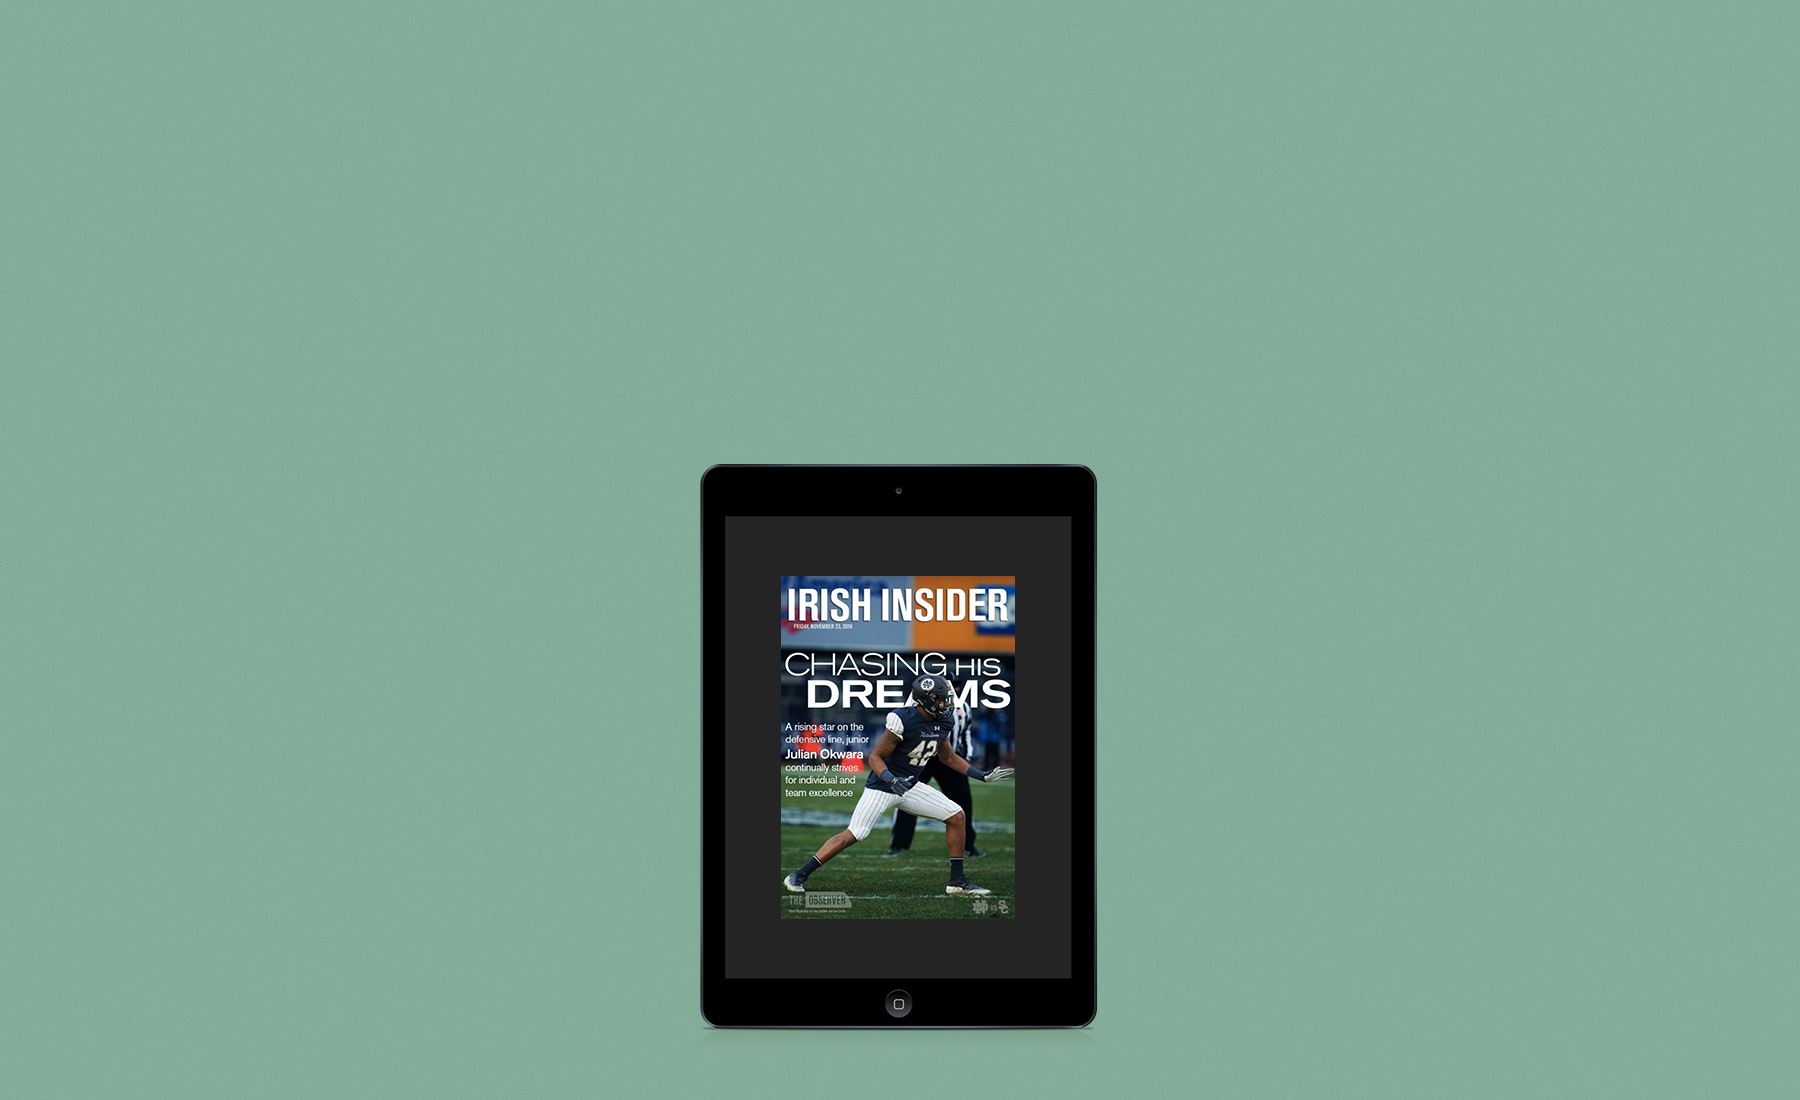 IRISH INSIDER
FRIDAY, NOVEMBER 23, 2018
CHASING HIS
DREAMS
A rising star on the
defensive line, junior
Julian Okwara
continually strives
for individual and
team excellence
42
THE OBSERVER
ND VS SC